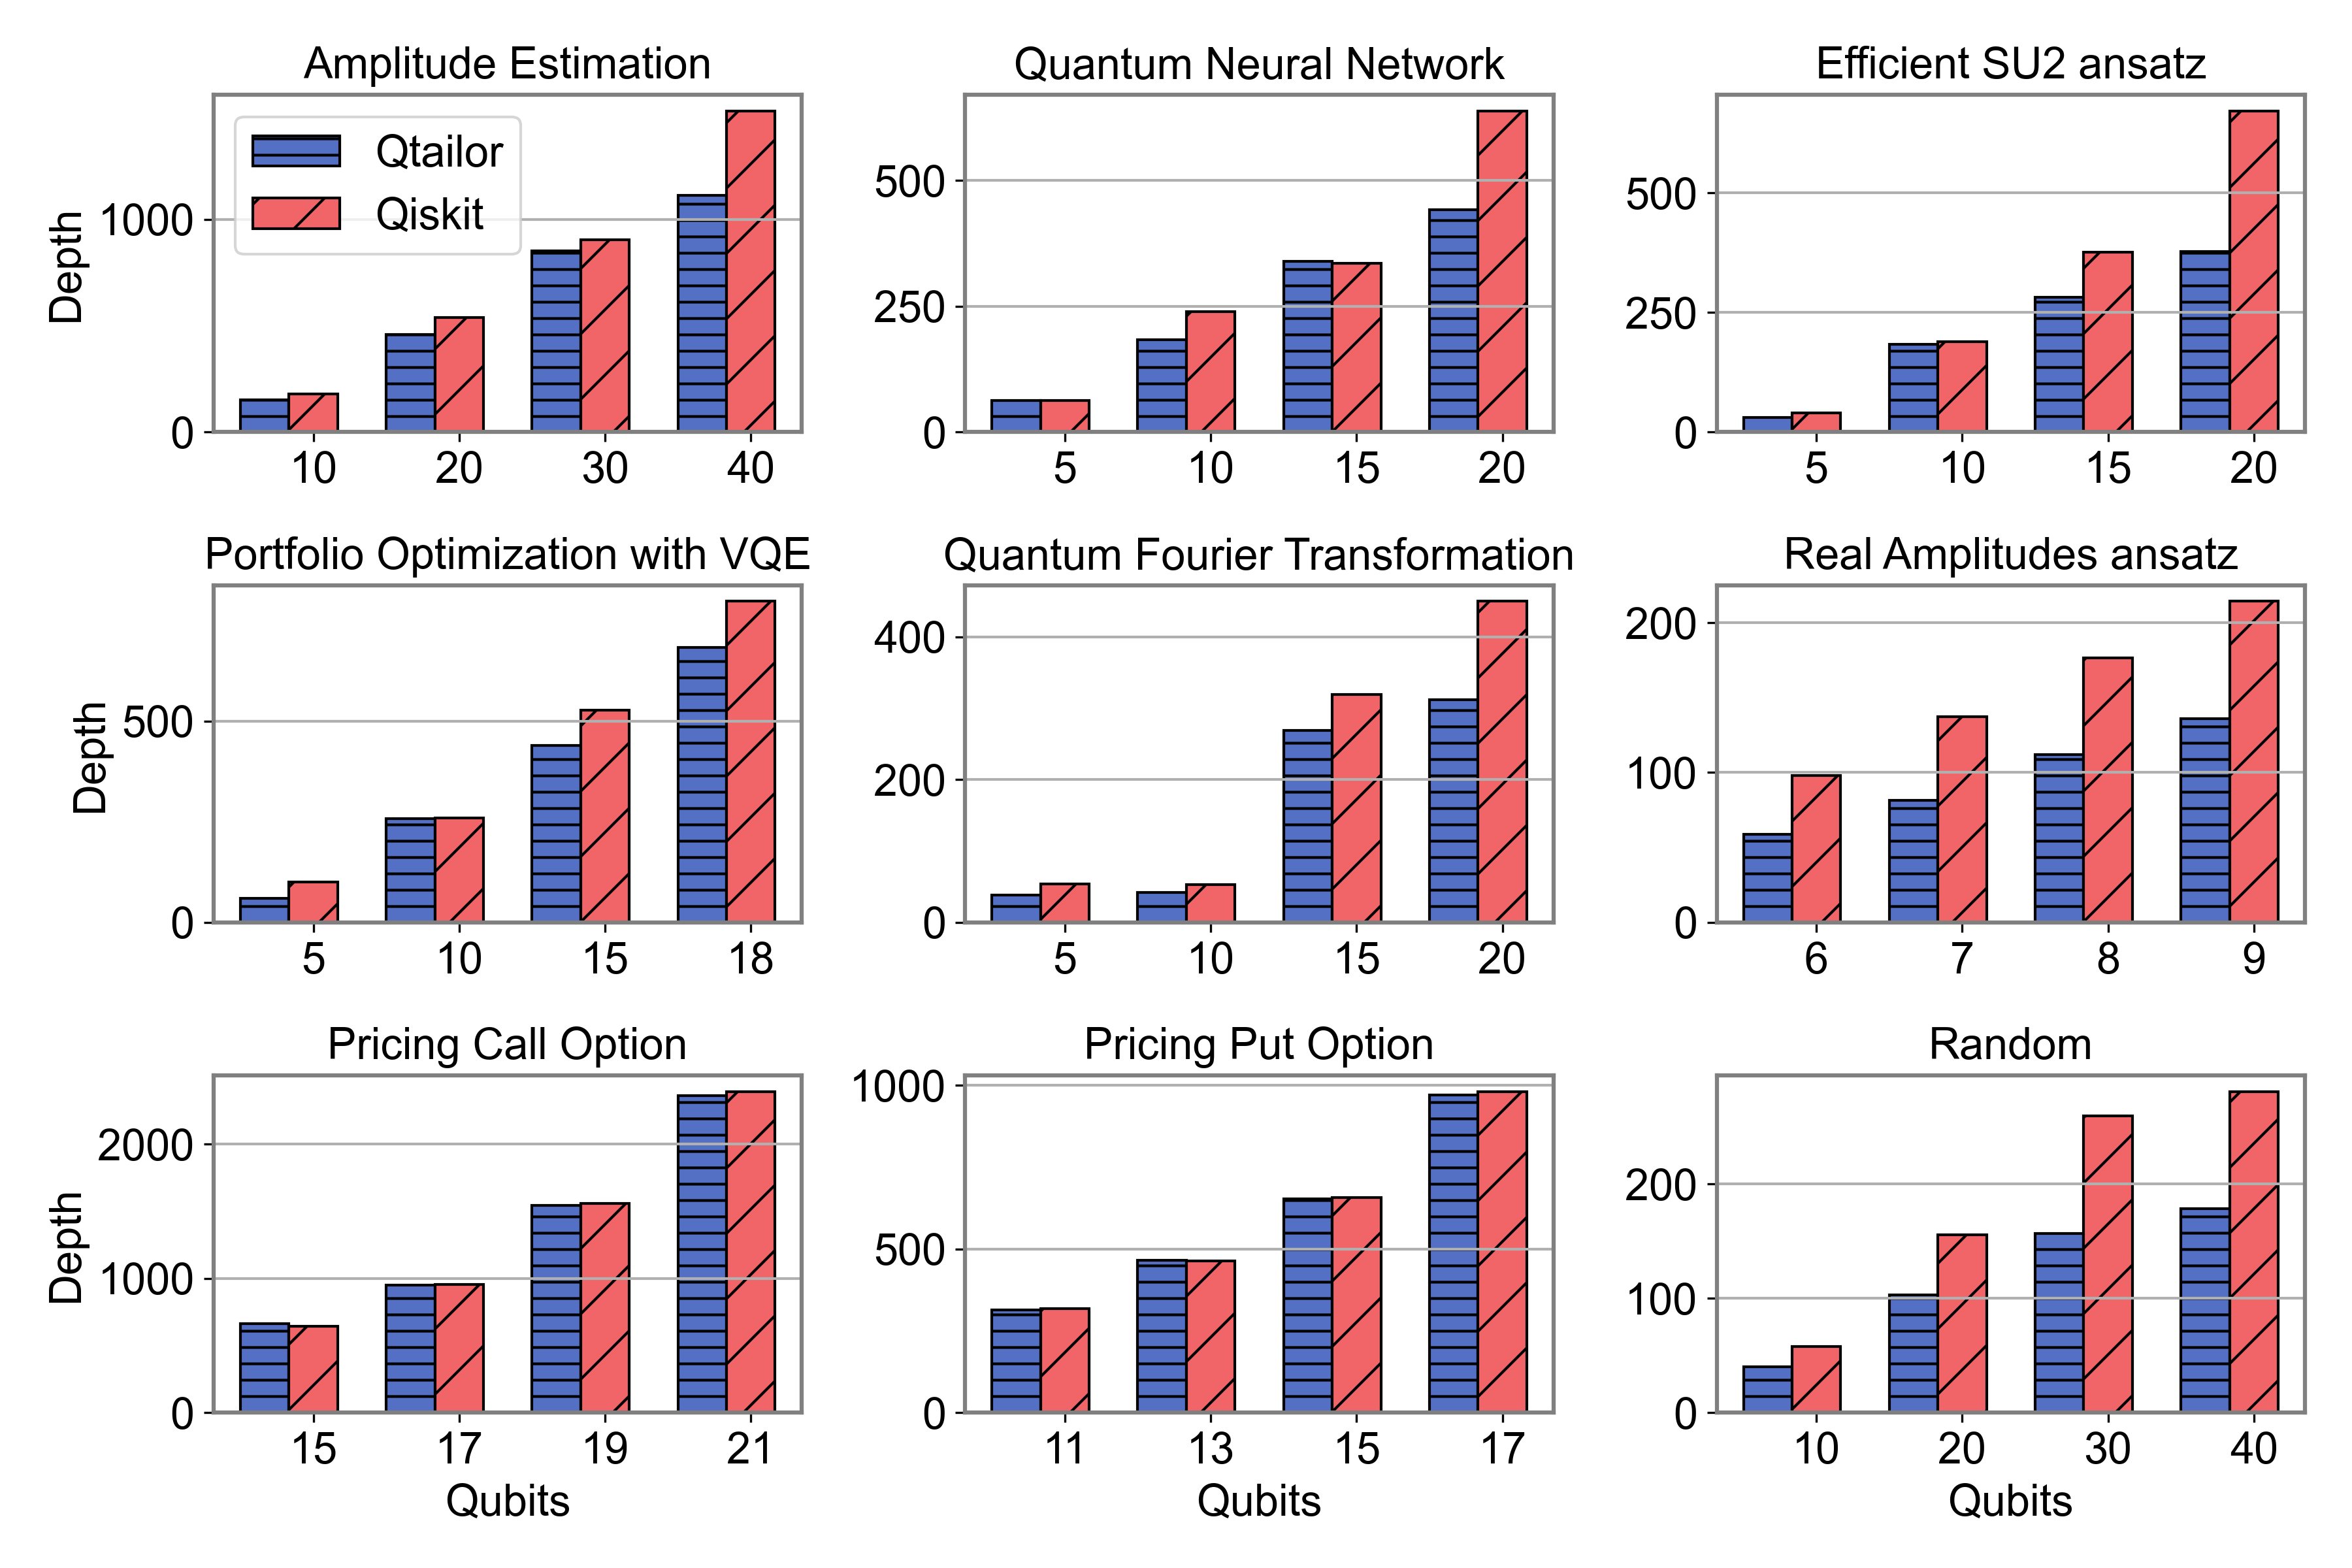 Amplitude Estimation
Quantum Neural Network
Efficient SU2 ansatz
Qtailor
Qiskit
Depth
1000
0
10 20 30 40
500
250
0
5 10 15 20
500
250
0
5 10 15 20
Portfolio Optimization with VQE
Quantum Fourier Transformation
Real Amplitudes ansatz
Depth
500
0
5 10 15 18
400
200
0
5 10 15 20
200
100
0
6 7 8 9
Pricing Call Option
Pricing Put Option
Random
Depth
2000
1000
0
15 17 19 21
Qubits
1000
500
0
11 13 15 17
Qubits
200
100
0
10 20 30 40
Qubits